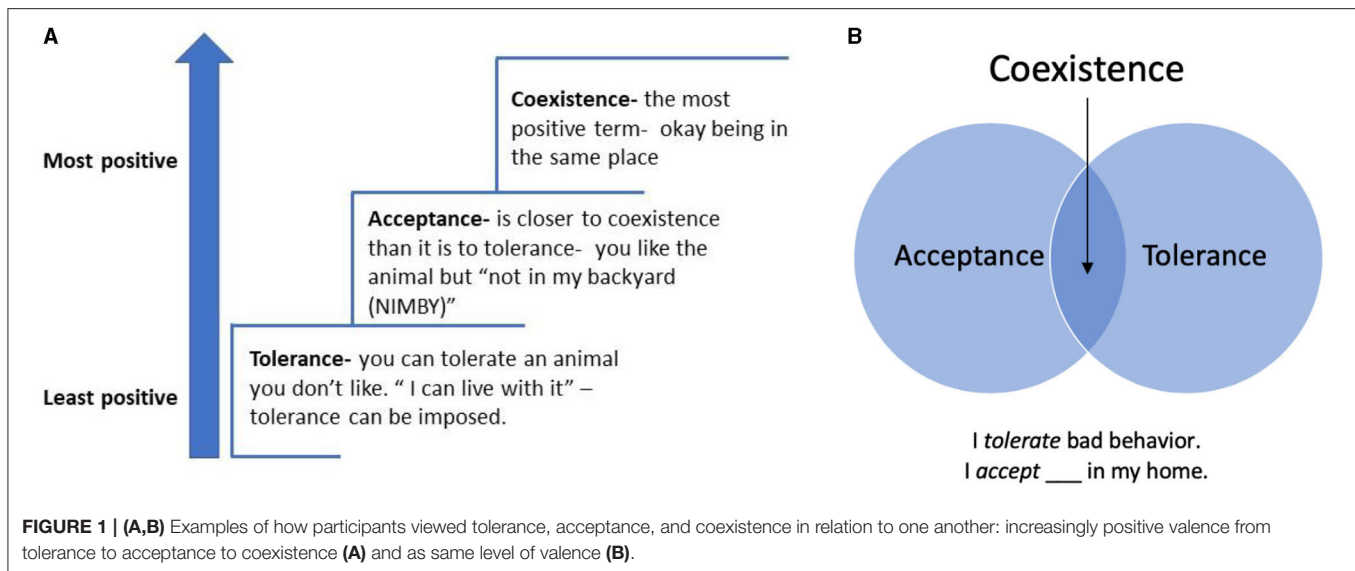 A
Most positive
Least positive
Coexistence- the most
positive term- okay being in
the same place
Acceptance- is closer to coexistence
than it is to tolerance- you like the
animal but “not in my backyard
(NIMBY)”
Tolerance- you can tolerate an animal
you don’t like. “ I can live with it” –
tolerance can be imposed.
B
Coexistence
Acceptance
Tolerance
I tolerate bad behavior.
I accept ___ in my home.
FIGURE 1 | (A,B) Examples of how participants viewed tolerance, acceptance, and coexistence in relation to one another: increasingly positive valence from
tolerance to acceptance to coexistence (A) and as same level of valence (B).